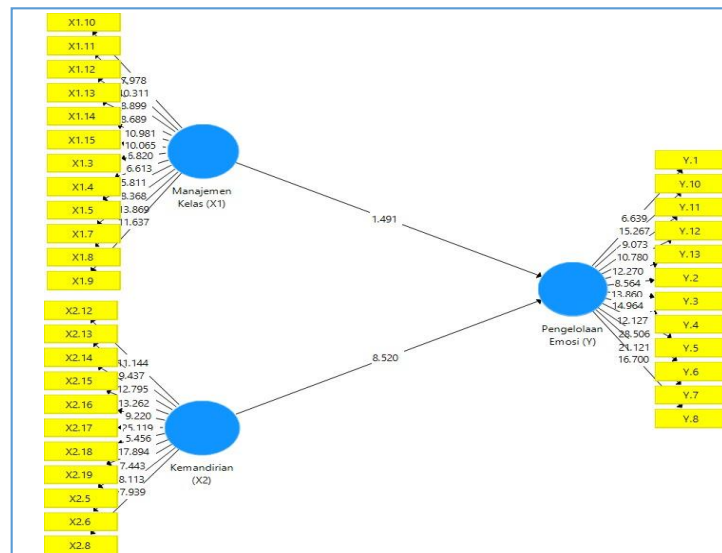 X1.10
X1.11
X1.12
X1.13
X1.14
X1.15
X1.3
X1.4
X1.5
X1.7
X1.8
X1.9
7.978
10.311
8.899
8.689
10.981
10.065
5.820
6.613
5.811
8.368
13.869
11.637
Manajemen
Kelas (X1)
1.491
X2.12
X2.13
X2.14
X2.15
X2.16
X2.17
X2.18
X2.19
X2.5
X2.6
X2.8
11.144
9.437
12.795
13.262
9.220
25.119
5.456
17.894
7.443
8.113
7.939
Kemandirian
(X2)
8.520
Pengelolaan
Emosi (Y)
6.639
15.267
9.073
10.780
12.270
8.564
13.860
14.964
12.127
28.506
21.121
16.700
Y.1
Y.10
Y.11
Y.12
Y.13
Y.2
Y.3
Y.4
Y.5
Y.6
Y.7
Y.8